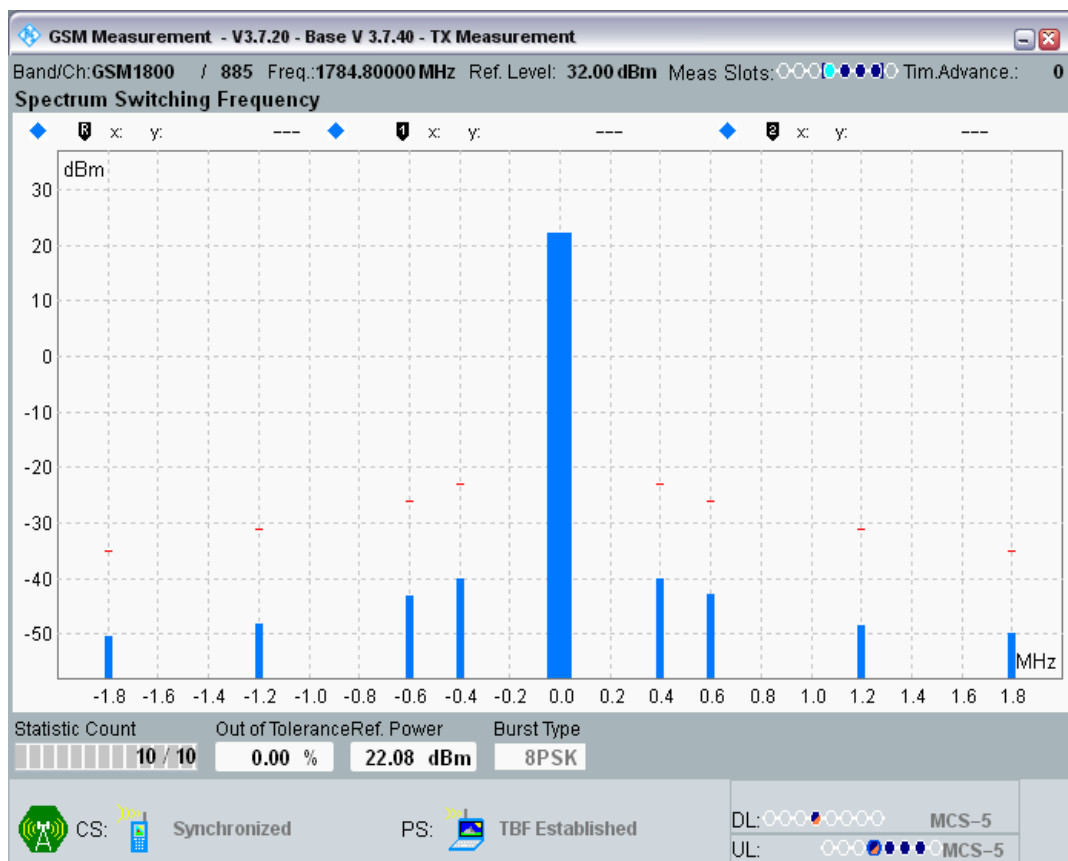 GSM Measurement - V3.7.20 - Base V 3.7.40 - TX Measurement
Band/Ch:GSM1800 / 885 Freq.:1784.80000 MHz Ref. Level: 32.00 dBm Meas Slots: Tim.Advance.: 0
Spectrum Switching Frequency
R x: y: --- 1 x: y: --- 2 x: y: ---
dBm
30
20
10
0
-10
-20
-30
-40
-50
MHz
-1.8 -1.6 -1.4 -1.2 -1.0 -0.8 -0.6 -0.4 -0.2 0.0 0.2 0.4 0.6 0.8 1.0 1.2 1.4 1.6 1.8
Statistic Count Out of Tolerance Ref. Power Burst Type
10 / 10 0.00 % 22.08 dBm 8PSK
CS: Synchronized PS: TBF Established DL: MCS-5
UL: MCS-5